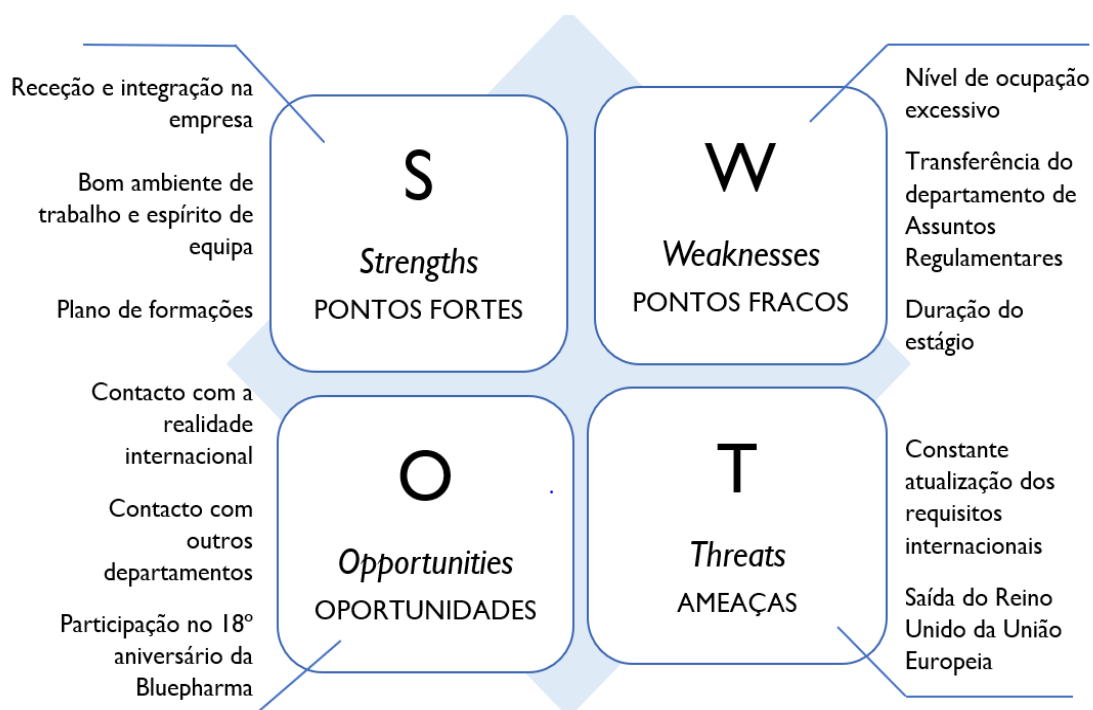 Receção e integração na
empresa
Bom ambiente de
trabalho e espírito de
equipa
Plano de formações
S
Strengths
PONTOS FORTES
W
Weaknesses
PONTOS FRACOS
Nível de ocupação
excessivo
Transferência do
departamento de
Assuntos
Regulamentares
Duração do
estágio
Contacto com a
realidade
internacional
Contacto com
outros
departamentos
Participação no 18º
aniversário da
Bluepharma
O
Opportunities
OPORTUNIDADES
T
Threats
AMEAÇAS
Constante
atualização dos
requisitos
internacionais
Saída do Reino
Unido da União
Europeia